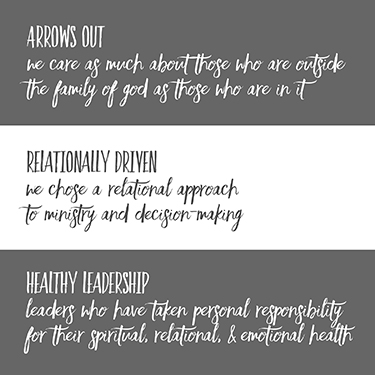 ARROWS OUT
we care as much about those who are outside
the family of god as those who are in it
RELATIONALLY DRIVEN
we chose a relational approach
to ministry and decision-making
HEALTHY LEADERSHIP
leaders who have taken personal responsibility
for their spiritual, relational, & emotional health